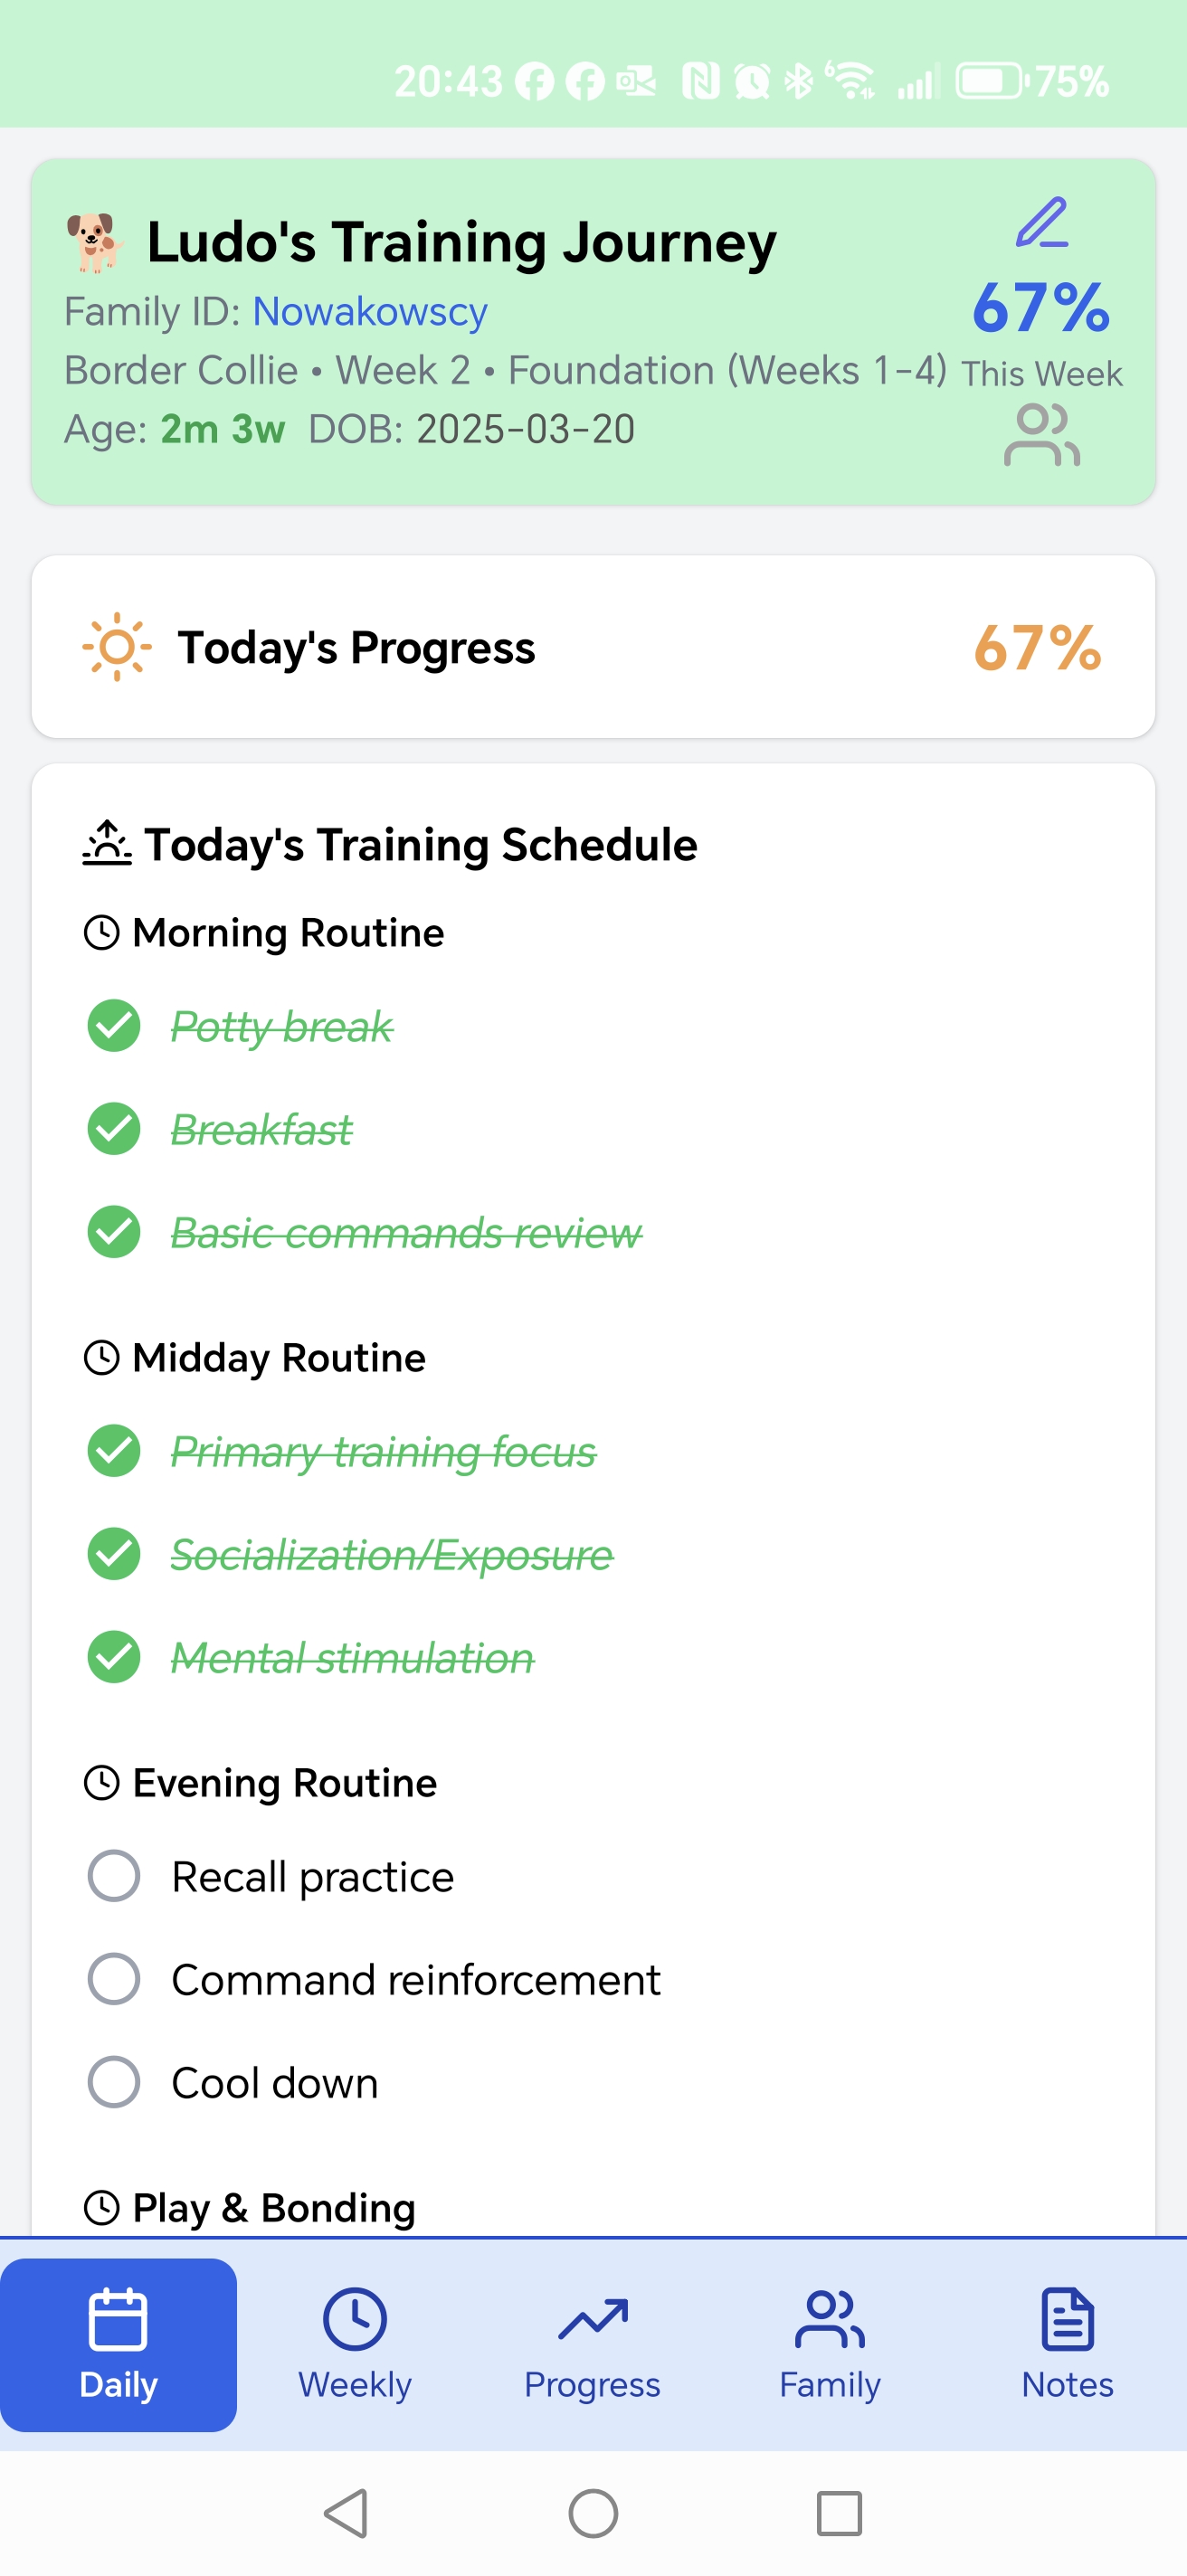 20:43 6 75%
Ludo's Training Journey
Family ID: Nowakowscy
67%
Border Collie • Week 2 • Foundation (Weeks 1-4) This Week
Age: 2m 3w DOB: 2025-03-20
Today's Progress 67%
Today's Training Schedule
Morning Routine
Potty break
Breakfast
Basic commands review
Midday Routine
Primary training focus
Socialization/Exposure
Mental stimulation
Evening Routine
Recall practice
Command reinforcement
Cool down
Play & Bonding
Daily Weekly Progress Family Notes